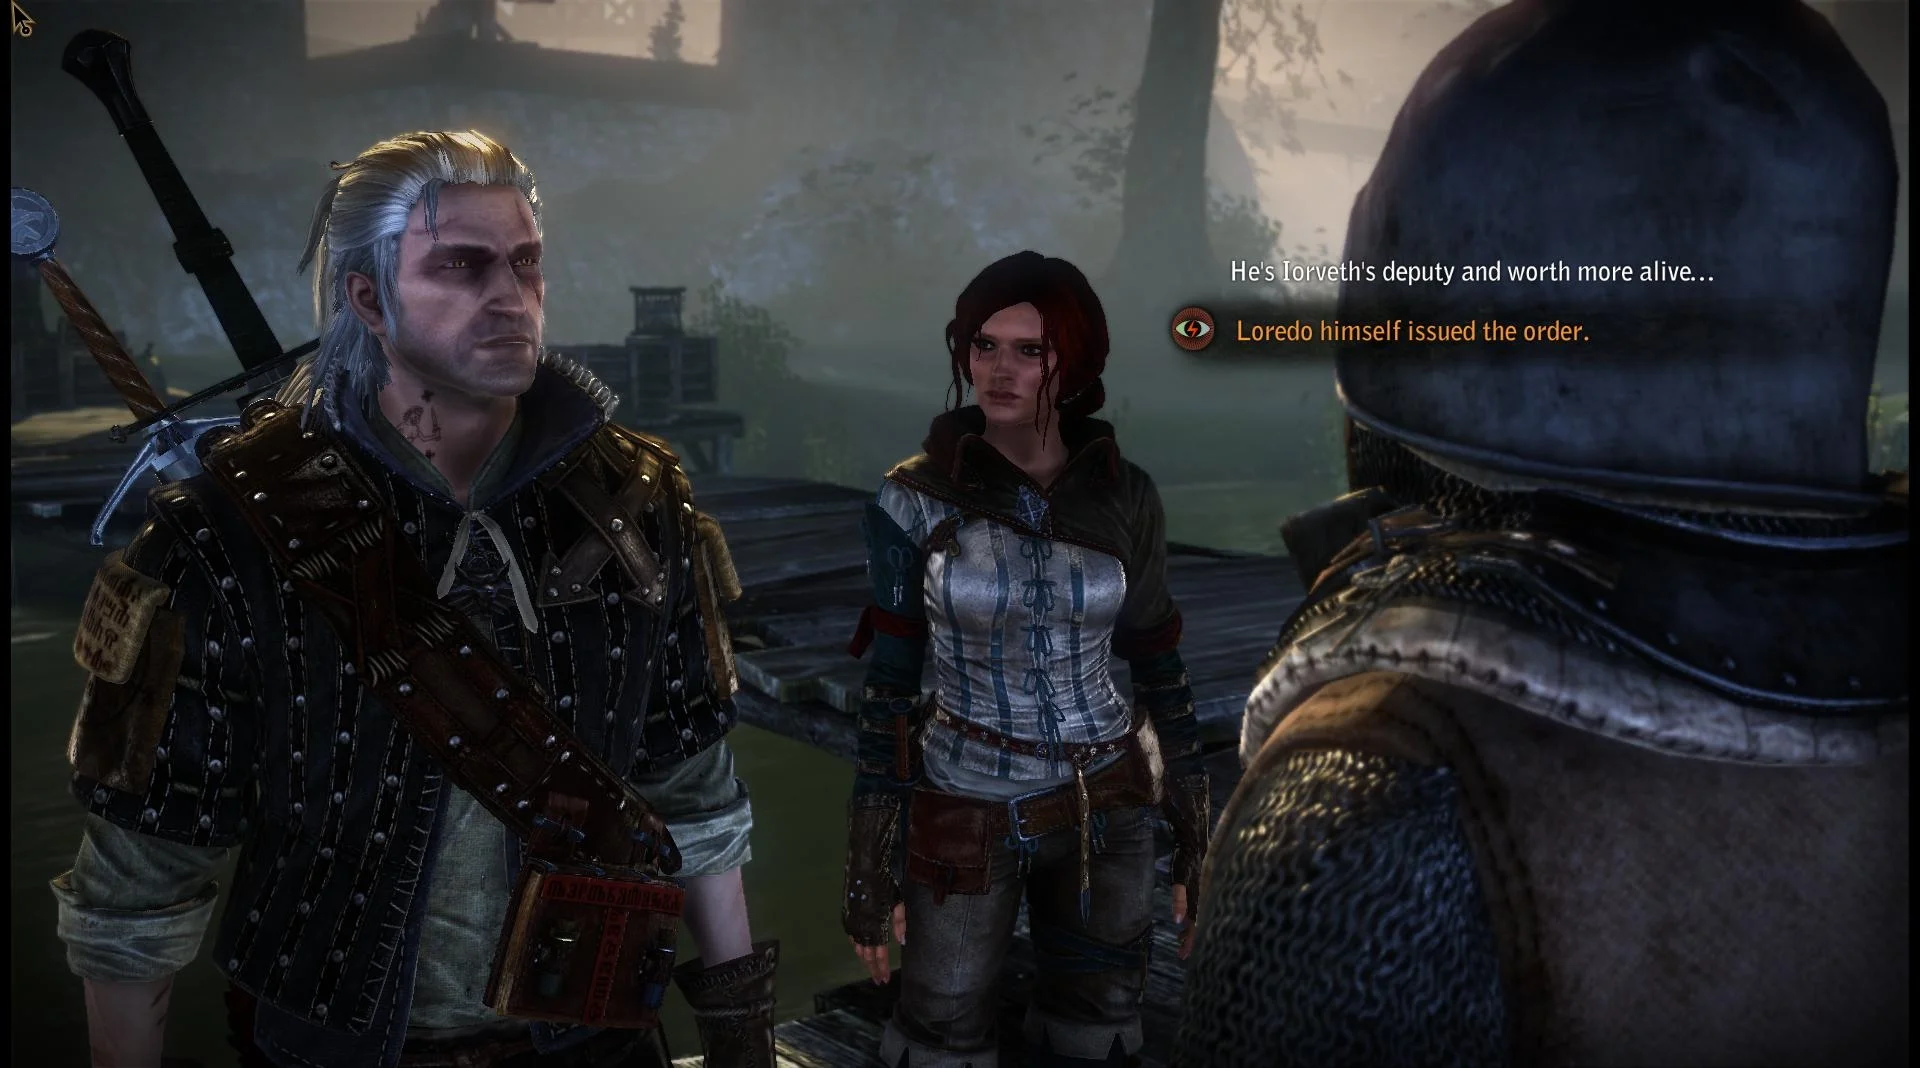 He's Iorveth's deputy and worth more alive...
Loredo himself issued the order.